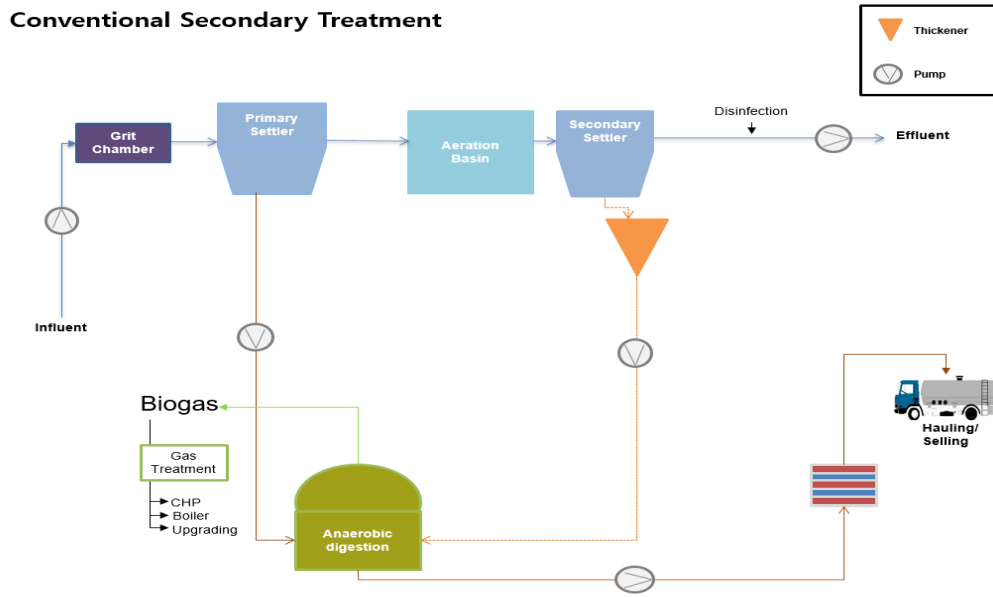 Conventional Secondary Treatment
Thickener
Pump
Grit
Chamber
Primary
Settler
Aeration
Basin
Secondary
Settler
Disinfection
Effluent
Influent
Biogas
Gas
Treatment
CHP
Boiler
Upgrading
Anaerobic
digestion
Hauling/
Selling